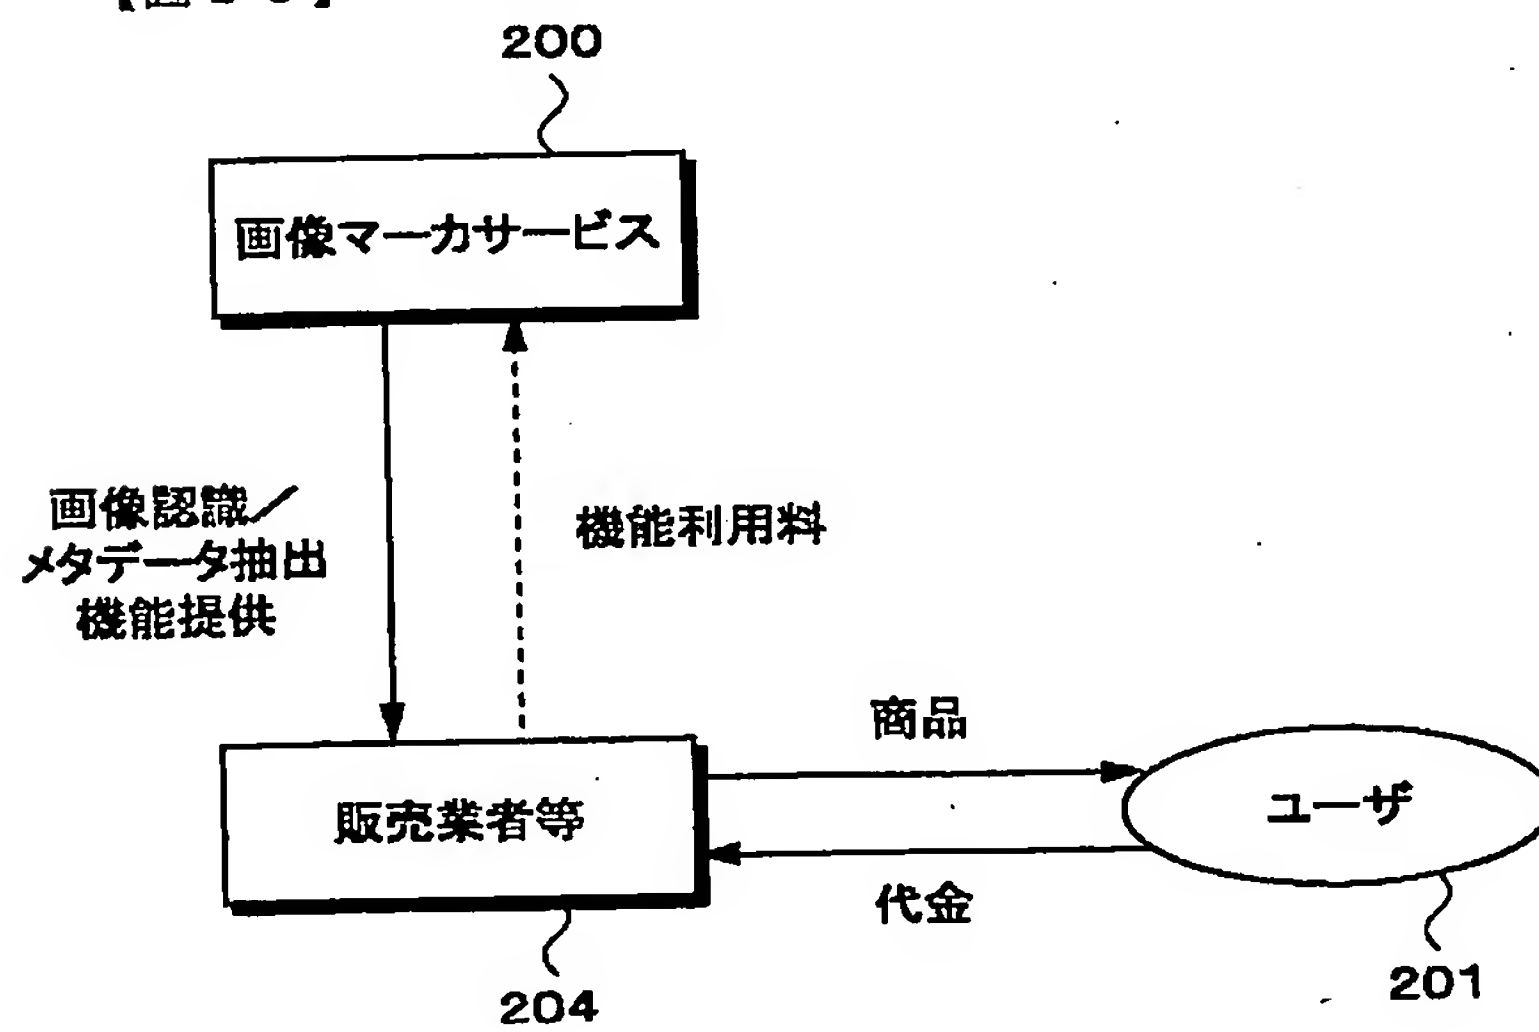 200
画像マーカサービス
画像認識／
メタデータ抽出
機能提供
機能利用料
商品
販売業者等
ユーザ
代金
204
201